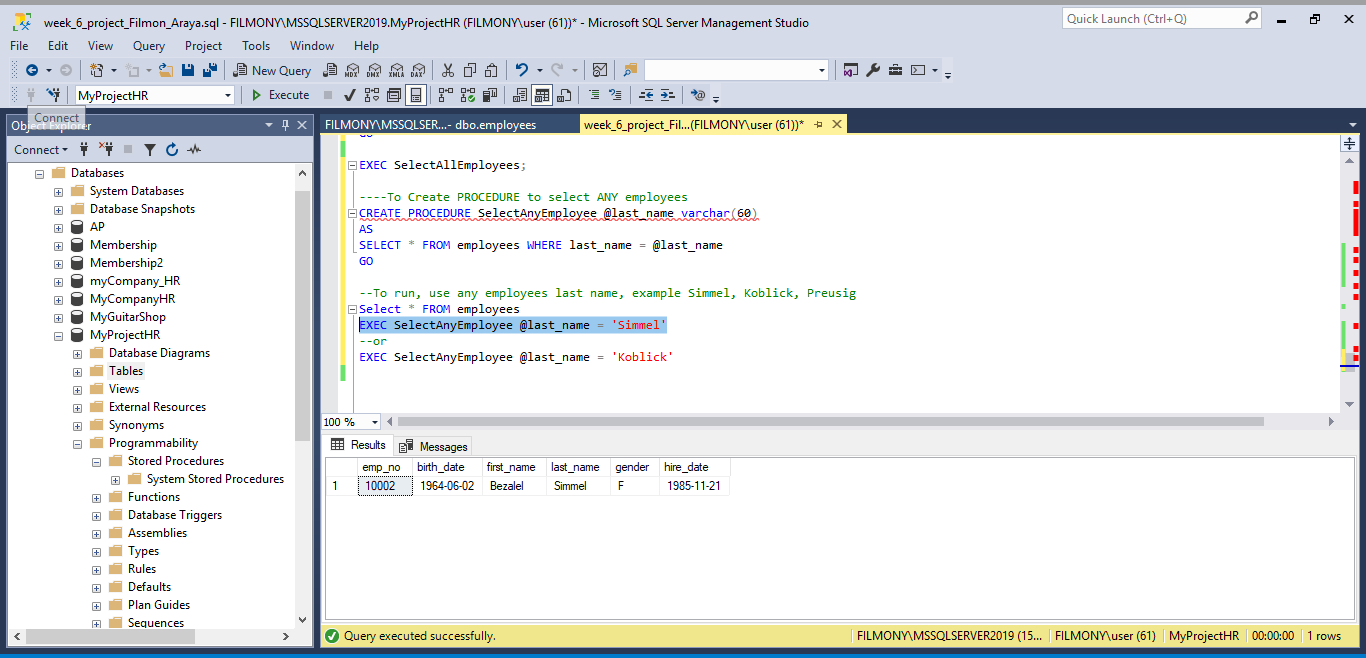 week_6_project_Filmon_Araya.sql - FILMONY\MSSQLSERVER2019.MyProjectHR (FILMONY\user (61))* - Microsoft SQL Server Management Studio
Quick Launch (Ctrl+Q)
File Edit View Query Project Tools Window Help
New Query MDX DMX XMLA DAX
MyProjectHR Execute
Connect
Object Explorer
Connect
Databases
System Databases
Database Snapshots
AP
Membership
Membership2
myCompany_HR
MyCompanyHR
MyGuitarShop
MyProjectHR
Database Diagrams
Tables
Views
External Resources
Synonyms
Programmability
Stored Procedures
System Stored Procedures
Functions
Database Triggers
Assemblies
Types
Rules
Defaults
Plan Guides
Sequences
FILMONY\MSSQLSER...- dbo.employees
week_6_project_Fil...(FILMONY\user (61))*
GO
EXEC SelectAllEmployees;
----To Create PROCEDURE to select ANY employees
CREATE PROCEDURE SelectAnyEmployee @last_name varchar(60)
AS
SELECT * FROM employees WHERE last_name = @last_name
GO
--To run, use any employees last name, example Simmel, Koblick, Preusig
Select * FROM employees
EXEC SelectAnyEmployee @last_name = 'Simmel'
--or
EXEC SelectAnyEmployee @last_name = 'Koblick'
100 %
Results Messages
emp_no birth_date first_name last_name gender hire_date
1 10002 1964-06-02 Bezalel Simmel F 1985-11-21
Query executed successfully.
FILMONY\MSSQLSERVER2019 (15... FILMONY\user (61) MyProjectHR 00:00:00 1 rows